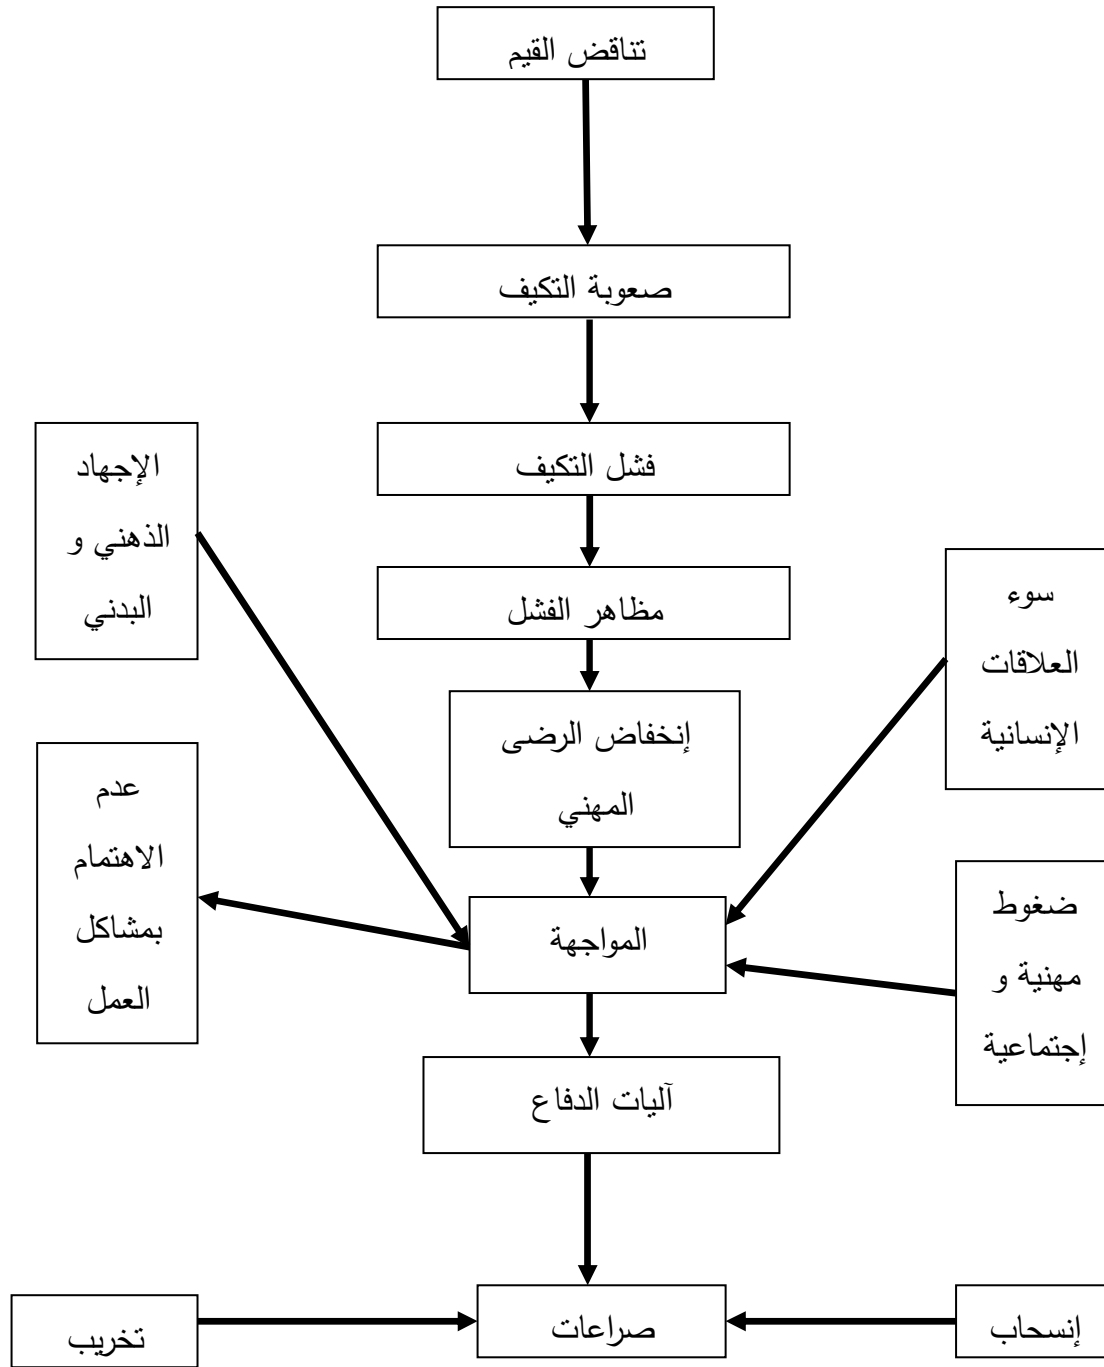 تناقض القيم
صعوبة التكيف
فشل التكيف
مظاهر الفشل
إنخفاض الرضى
المهني
المواجهة
آليات الدفاع
صراعات
سوء
العلاقات
الإنسانية
ضغوط
مهنية و
إجتماعية
إنسحاب
الإجهاد
الذهني و
البدني
عدم
الاهتمام
بمشاكل
العمل
تخريب